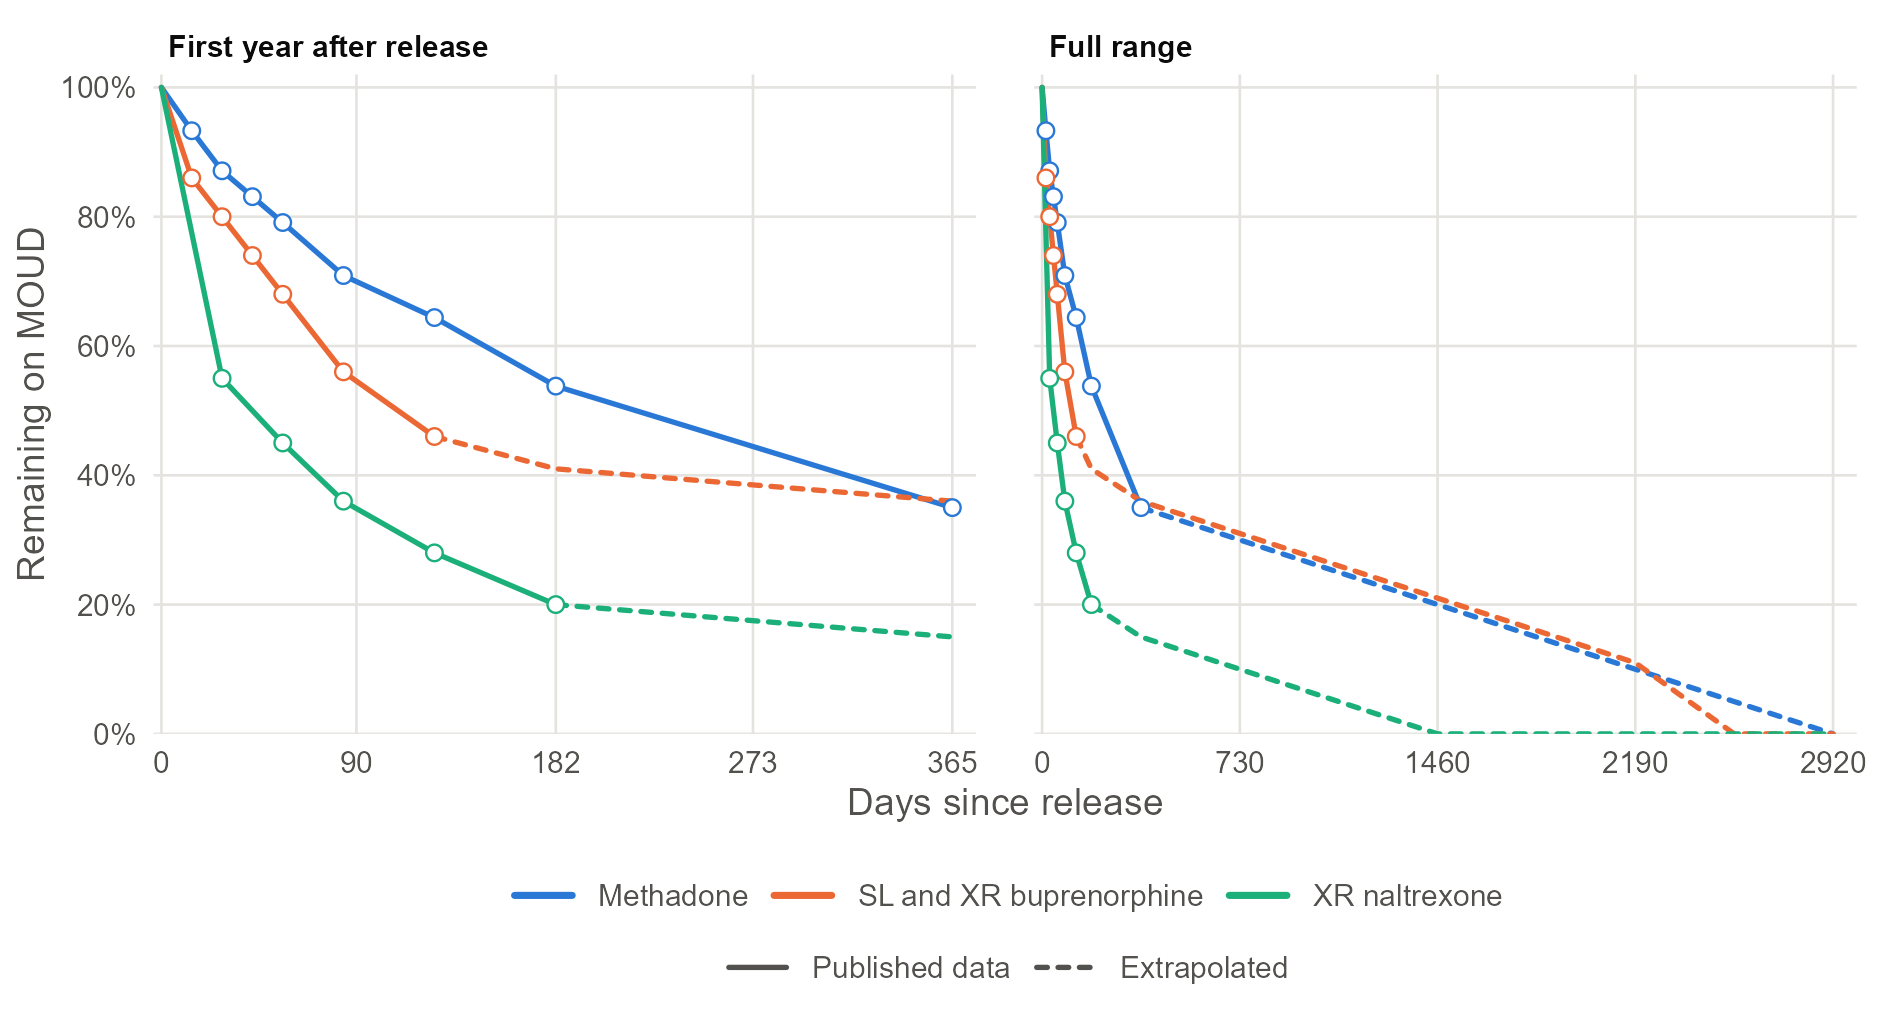 First year after release
Full range
100%
80%
60%
40%
20%
0%
Remaining on MOUD
0 90 182 273 365
0 730 1460 2190 2920
Days since release
Methadone SL and XR buprenorphine XR naltrexone
Published data Extrapolated